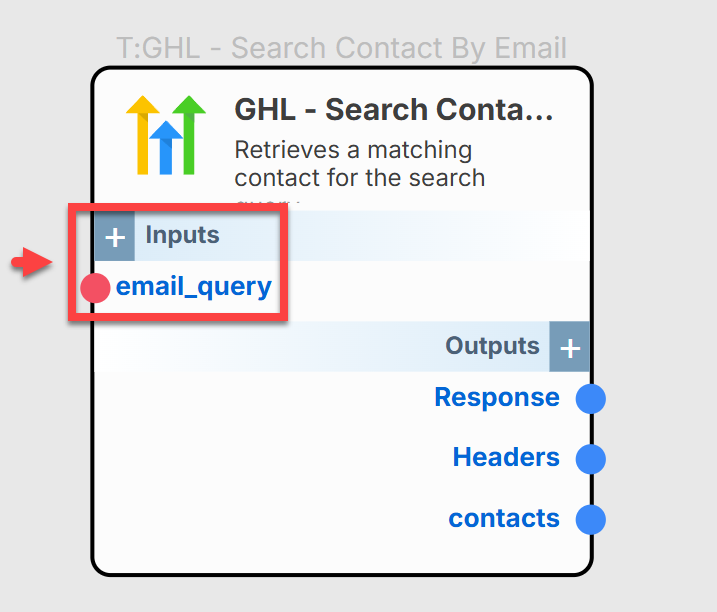 T:GHL - Search Contact By Email
GHL - Search Conta...
Retrieves a matching
contact for the search
+ Inputs
email_query
Outputs +
Response
Headers
contacts